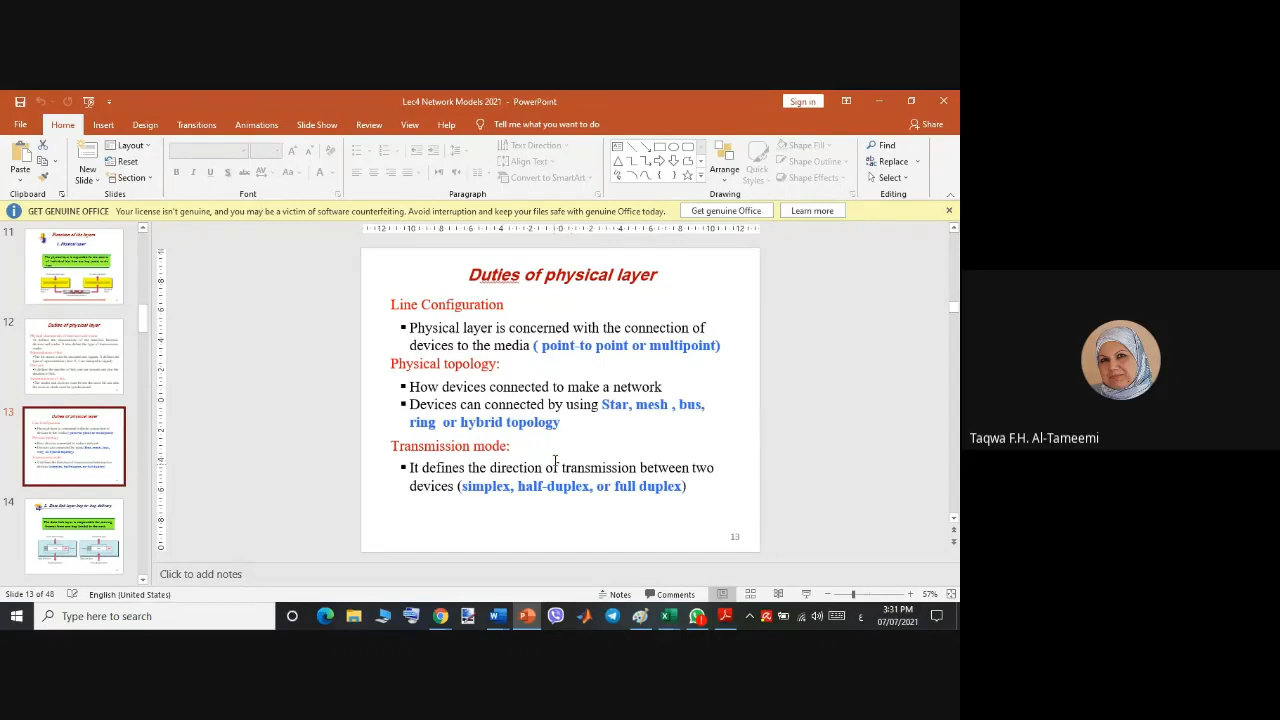 Lec4 Network Models 2021 - PowerPoint
Sign in
File Home Insert Design Transitions Animations Slide Show Review View Help Tell me what you want to do Share
Paste
Clipboard
New Slide
Layout
Reset
Section
Slides
B I U S abc AV Aa A
Font
Text Direction
Align Text
Convert to SmartArt
Paragraph
Arrange
Quick Styles
Shape Fill
Shape Outline
Shape Effects
Drawing
Find
Replace
Select
Editing
GET GENUINE OFFICE Your license isn't genuine, and you may be a victim of software counterfeiting. Avoid interruption and keep your files safe with genuine Office today. Get genuine Office Learn more
11
12
13
14
Duties of physical layer
Line Configuration
Physical layer is concerned with the connection of
devices to the media ( point-to point or multipoint)
Physical topology:
How devices connected to make a network
Devices can connected by using Star, mesh , bus,
ring or hybrid topology
Transmission mode:
It defines the direction of transmission between two
devices (simplex, half-duplex, or full duplex)
13
Click to add notes
Slide 13 of 48 English (United States) Notes Comments 57%
Type here to search
3:31 PM
07/07/2021
Taqwa F.H. Al-Tameemi